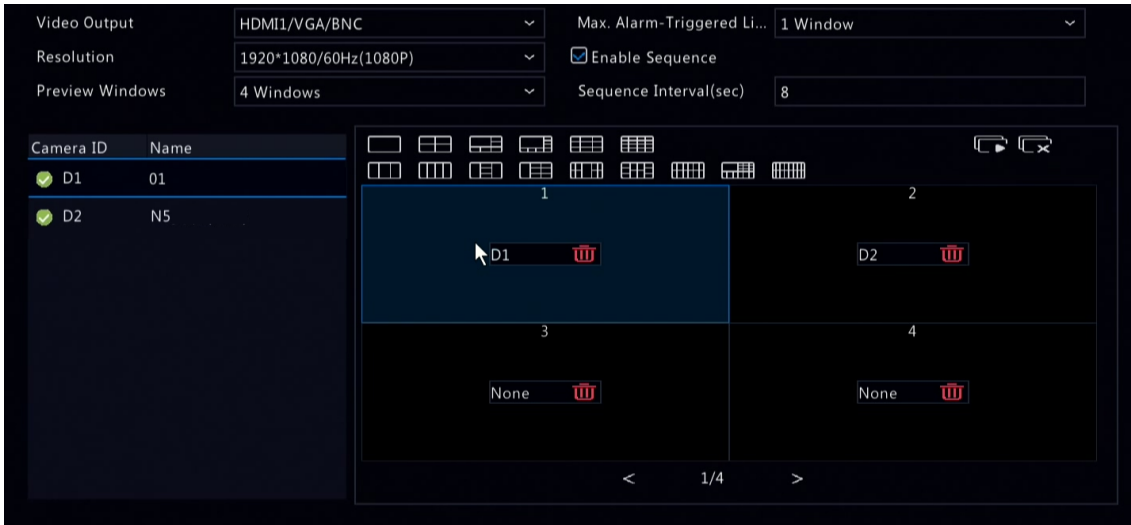 Video Output HDMI1/VGA/BNC Max. Alarm-Triggered Li... 1 Window
Resolution 1920*1080/60Hz(1080P) Enable Sequence
Preview Windows 4 Windows Sequence Interval(sec) 8
Camera ID Name
D1 01
D2 N5
1 2
D1 D2
3 4
None None
< 1/4 >